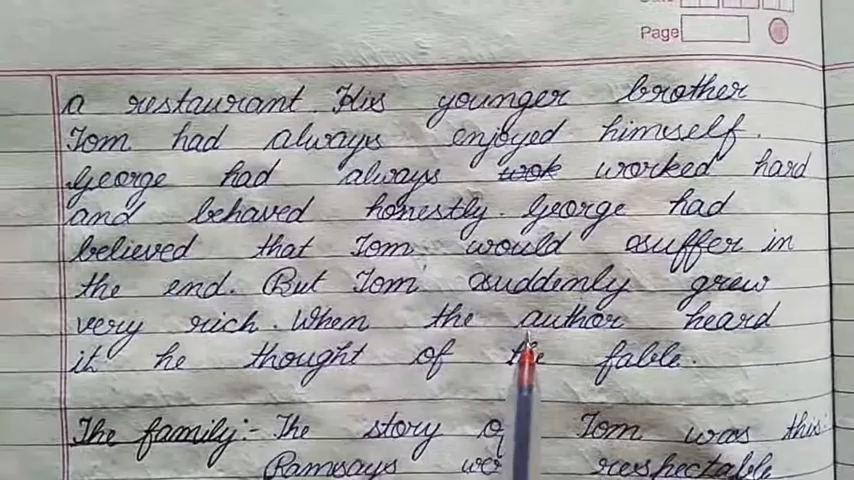 Page
a restaurant. His younger brother
Tom had always enjoyed himself.
George had always worked hard
and behaved honestly. George had
believed that Tom would suffer in
the end. But Tom suddenly grew
very rich. When the author heard
it he thought of the fable.
The family:- The story of Tom was this:
Ramsays were respectable